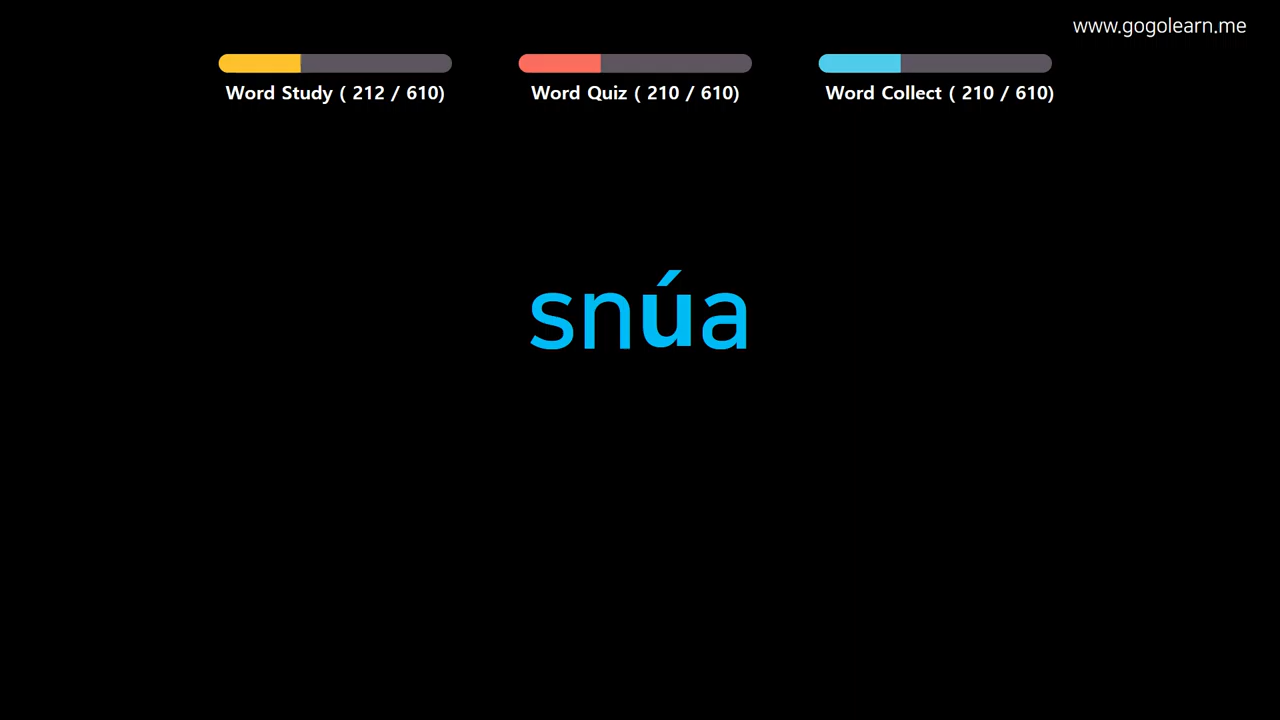 www.gogolearn.me
Word Study ( 212 / 610)
Word Quiz ( 210 / 610)
Word Collect ( 210 / 610)
snúa